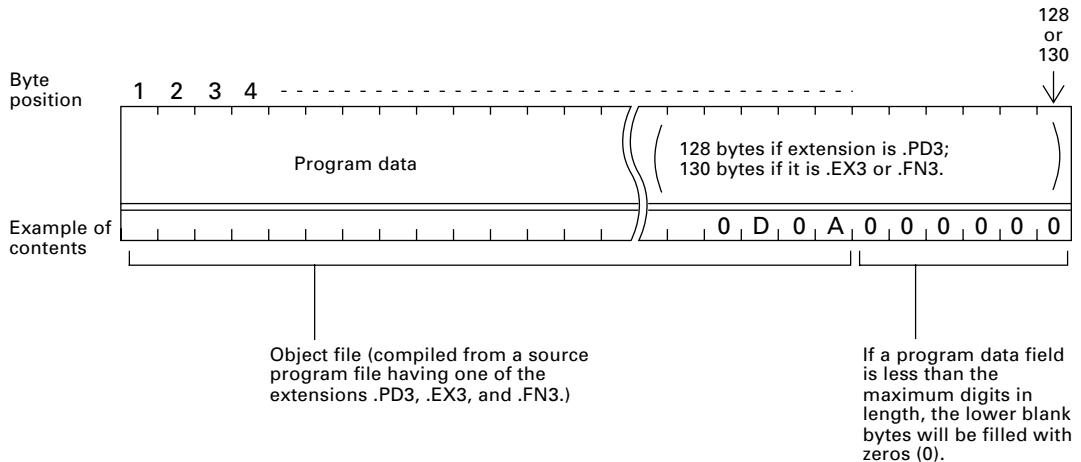 128
or
130
Byte
position
1 2 3 4
Program data
128 bytes if extension is .PD3;
130 bytes if it is .EX3 or .FN3.
Example of
contents
0 D 0 A 0 0 0 0 0 0
Object file (compiled from a source
program file having one of the
extensions .PD3, .EX3, and .FN3.)
If a program data field
is less than the
maximum digits in
length, the lower blank
bytes will be filled with
zeros (0).